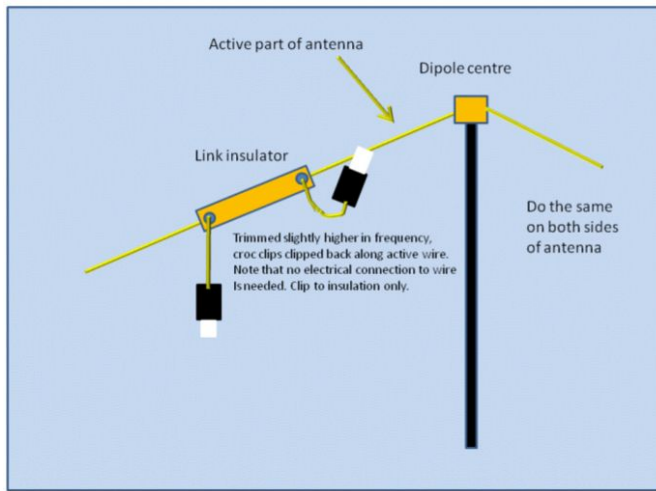 Active part of antenna
Dipole centre
Link insulator
Do the same
on both sides
of antenna
Trimmed slightly higher in frequency,
croc clips clipped back along active wire.
Note that no electrical connection to wire
Is needed. Clip to insulation only.